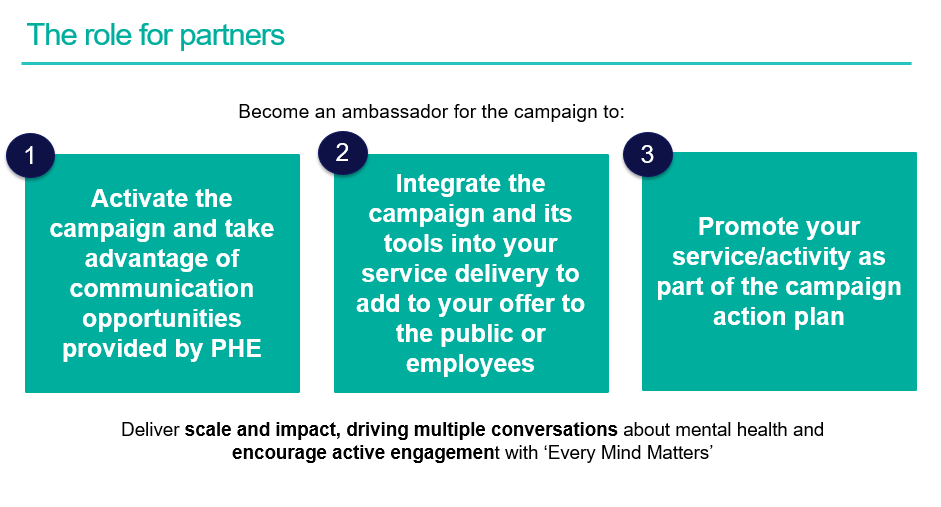 The role for partners
Become an ambassador for the campaign to:
1
Activate the
campaign and take
advantage of
communication
opportunities
provided by PHE
2
Integrate the
campaign and its
tools into your
service delivery to
add to your offer to
the public or
employees
3
Promote your
service/activity as
part of the campaign
action plan
Deliver scale and impact, driving multiple conversations about mental health and
encourage active engagement with ‘Every Mind Matters’